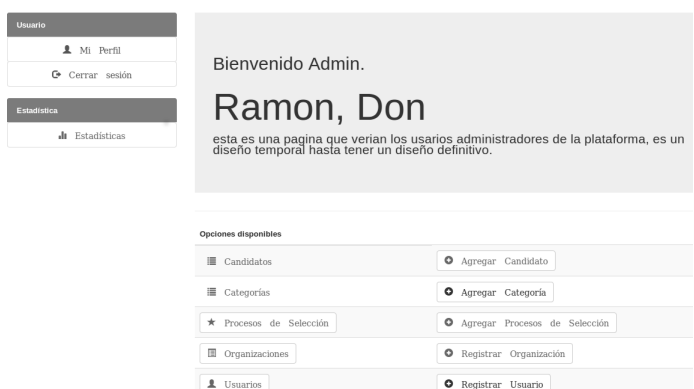 Usuario
Mi Perfil
Cerrar sesión
Estadística
Estadísticas
Bienvenido Admin.
Ramon, Don
esta es una pagina que verian los usarios administradores de la plataforma, es un
diseño temporal hasta tener un diseño definitivo.
Opciones disponibles
Candidatos
Agregar Candidato
Categorías
Agregar Categoría
Procesos de Selección
Agregar Procesos de Selección
Organizaciones
Registrar Organización
Usuarios
Registrar Usuario